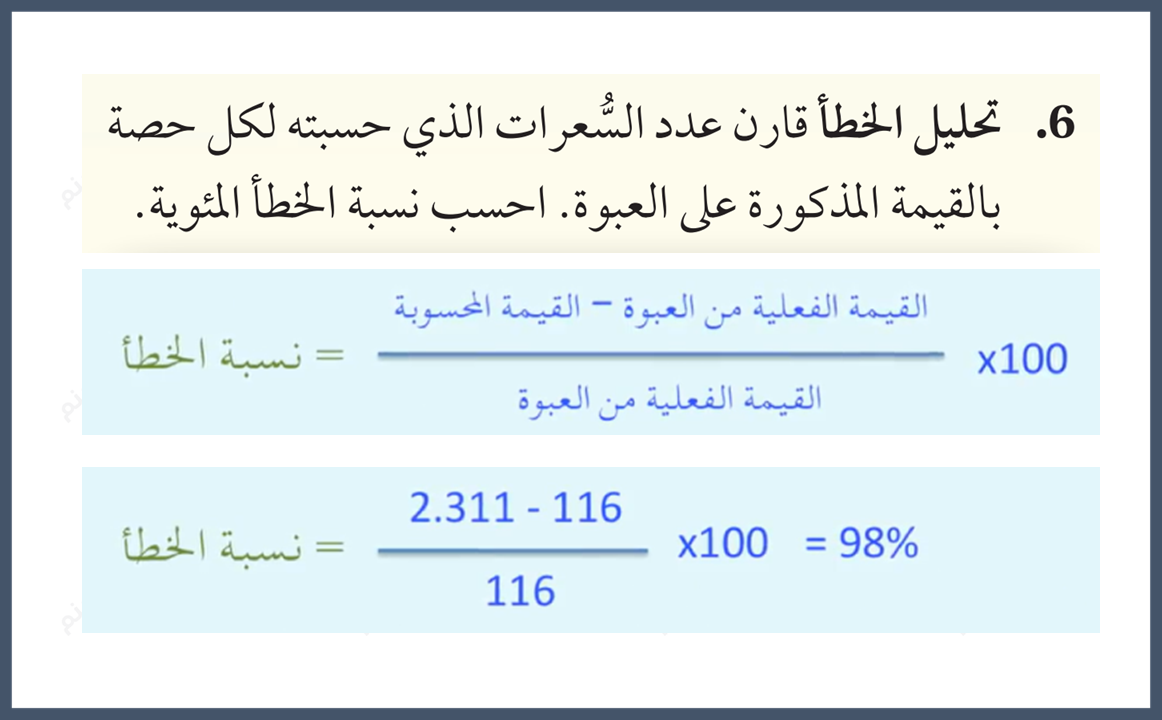 6. تحليل الخطأ قارن عدد السُّعرات الذي حسبته لكل حصة
بالقيمة المذكورة على العبوة. احسب نسبة الخطأ المئوية.
القيمة الفعلية من العبوة – القيمة المحسوبة
نسبة الخطأ = x100
القيمة الفعلية من العبوة
2.311 - 116
نسبة الخطأ = x100 = 98%
116